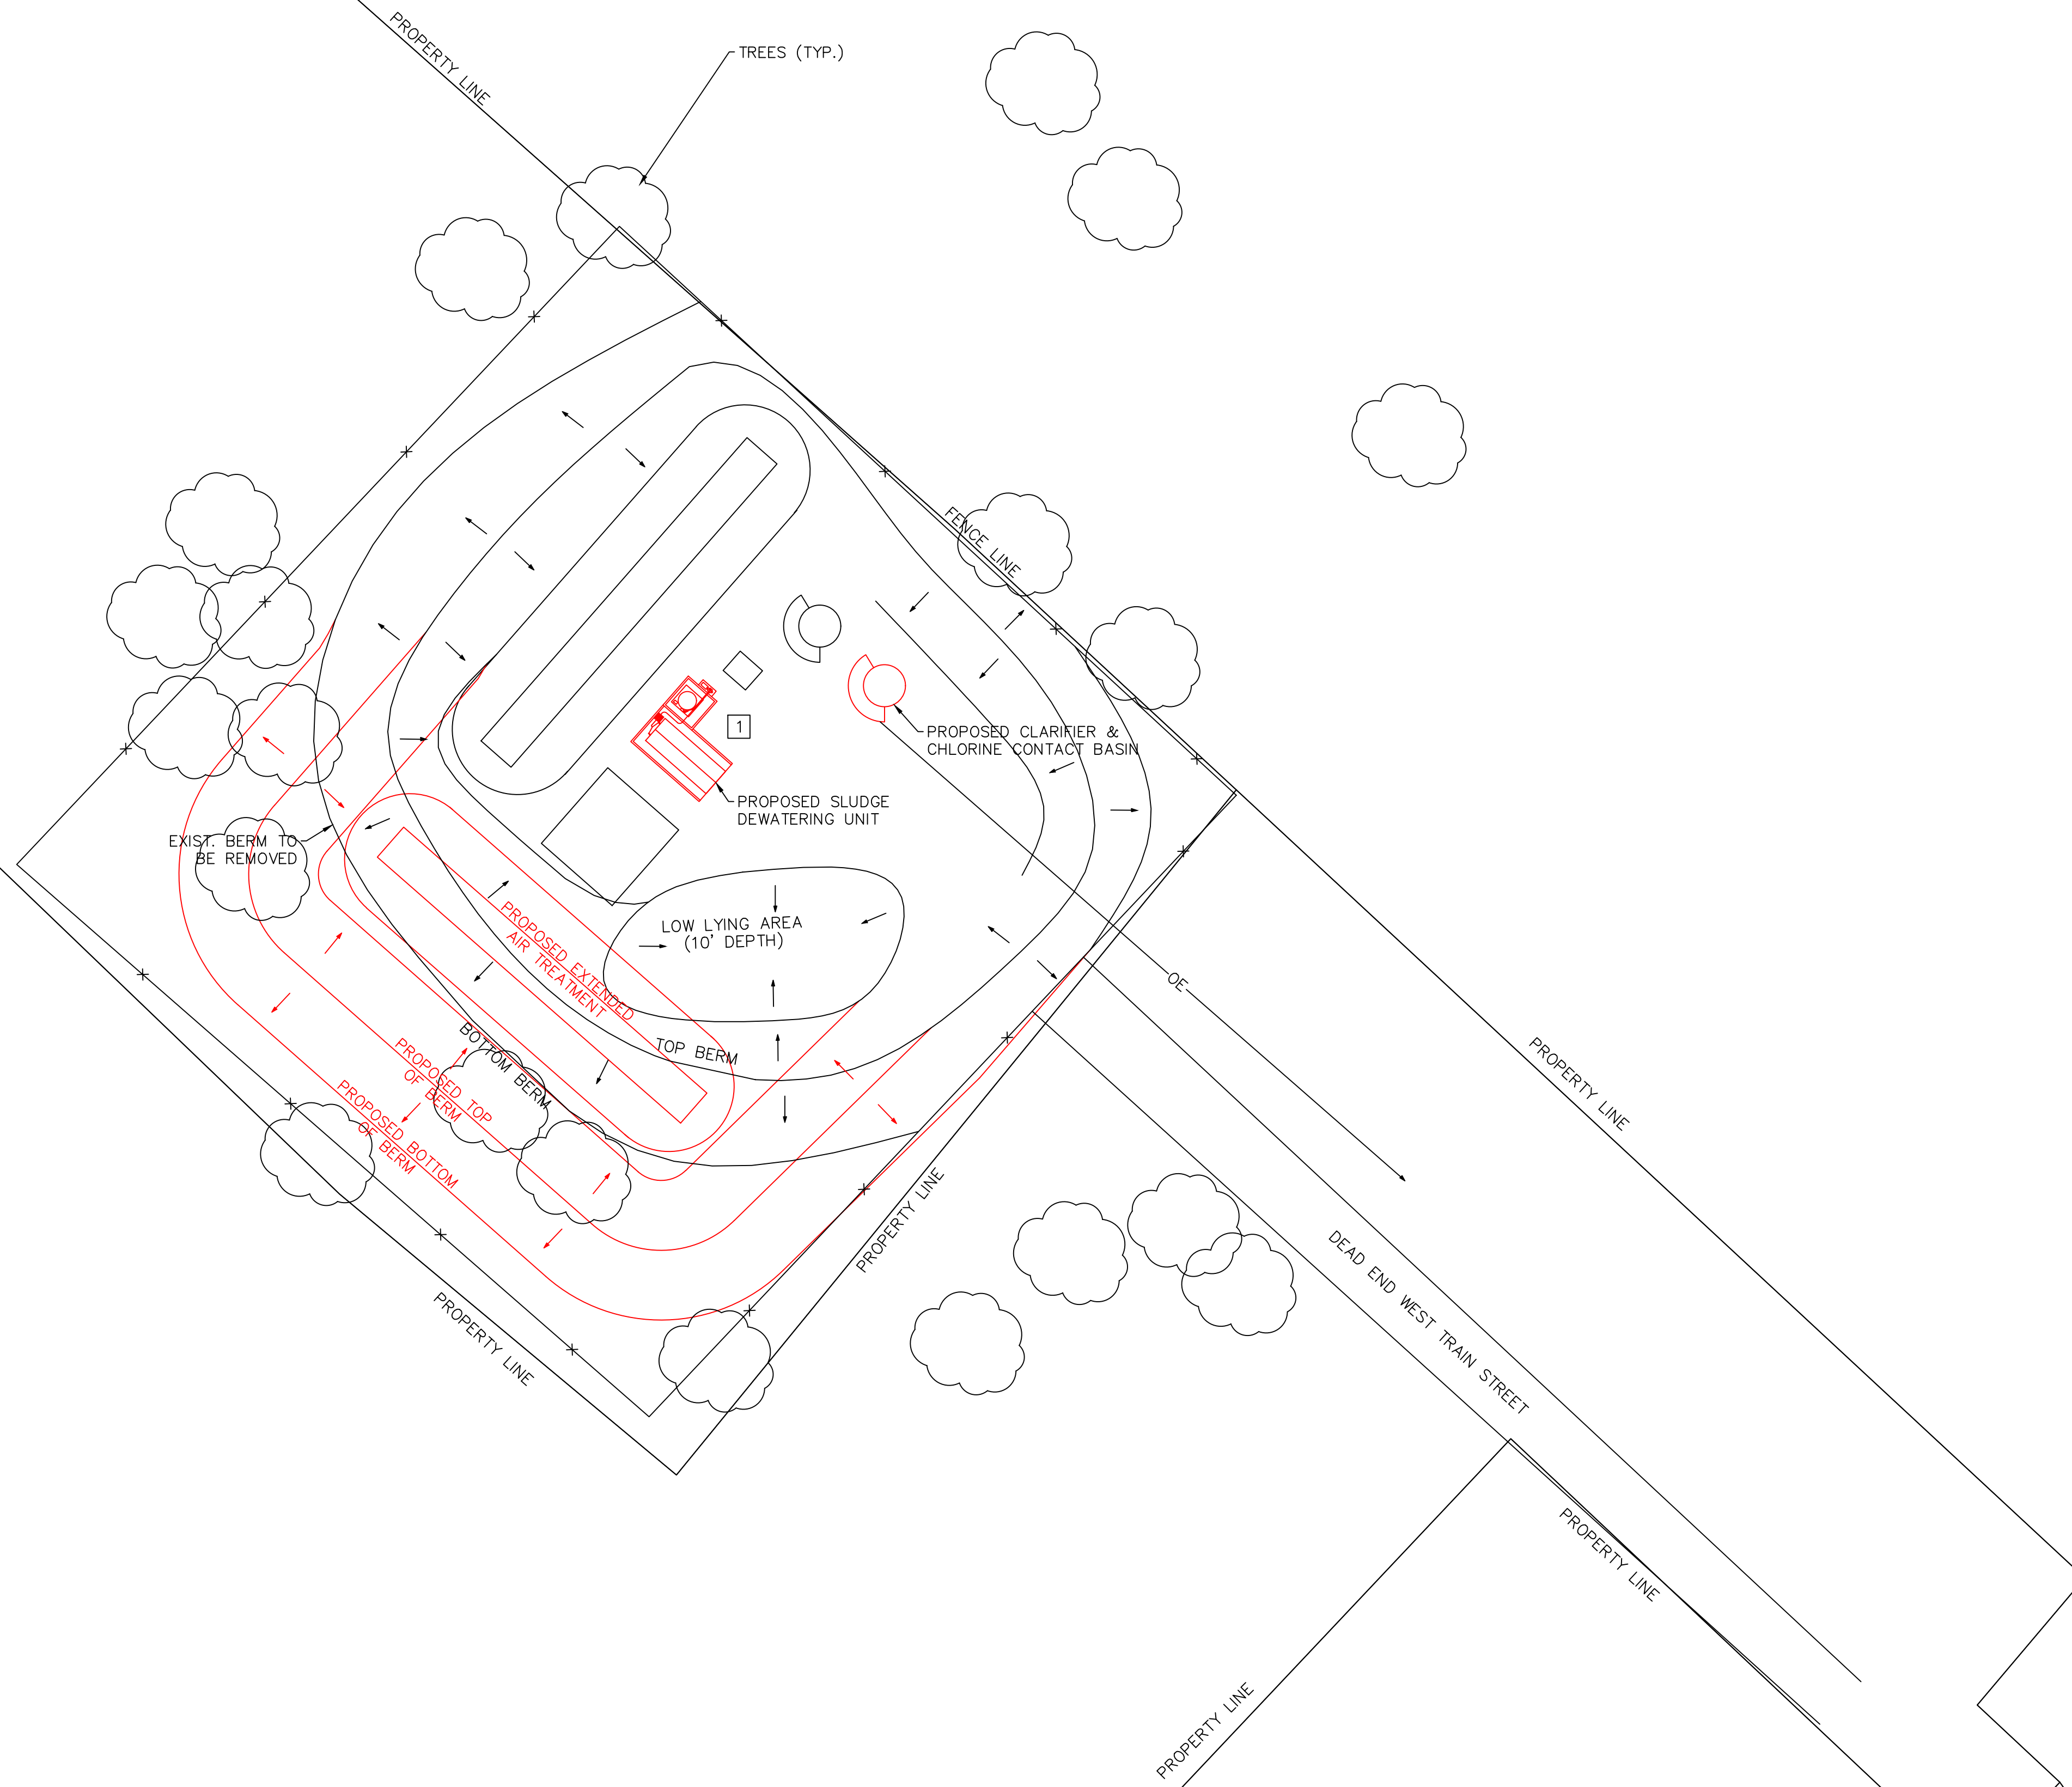 PROPERTY LINE
TREES (TYP.)
FENCE LINE
PROPOSED CLARIFIER &
CHLORINE CONTACT BASIN
1
PROPOSED SLUDGE
DEWATERING UNIT
EXIST. BERM TO
BE REMOVED
LOW LYING AREA
(10' DEPTH)
PROPOSED EXTENDED
AIR TREATMENT
OE
TOP BERM
BOTTOM BERM
PROPOSED TOP
OF BERM
PROPOSED BOTTOM
OF BERM
PROPERTY LINE
PROPERTY LINE
PROPERTY LINE
DEAD END WEST TRAIN STREET
PROPERTY LINE
PROPERTY LINE